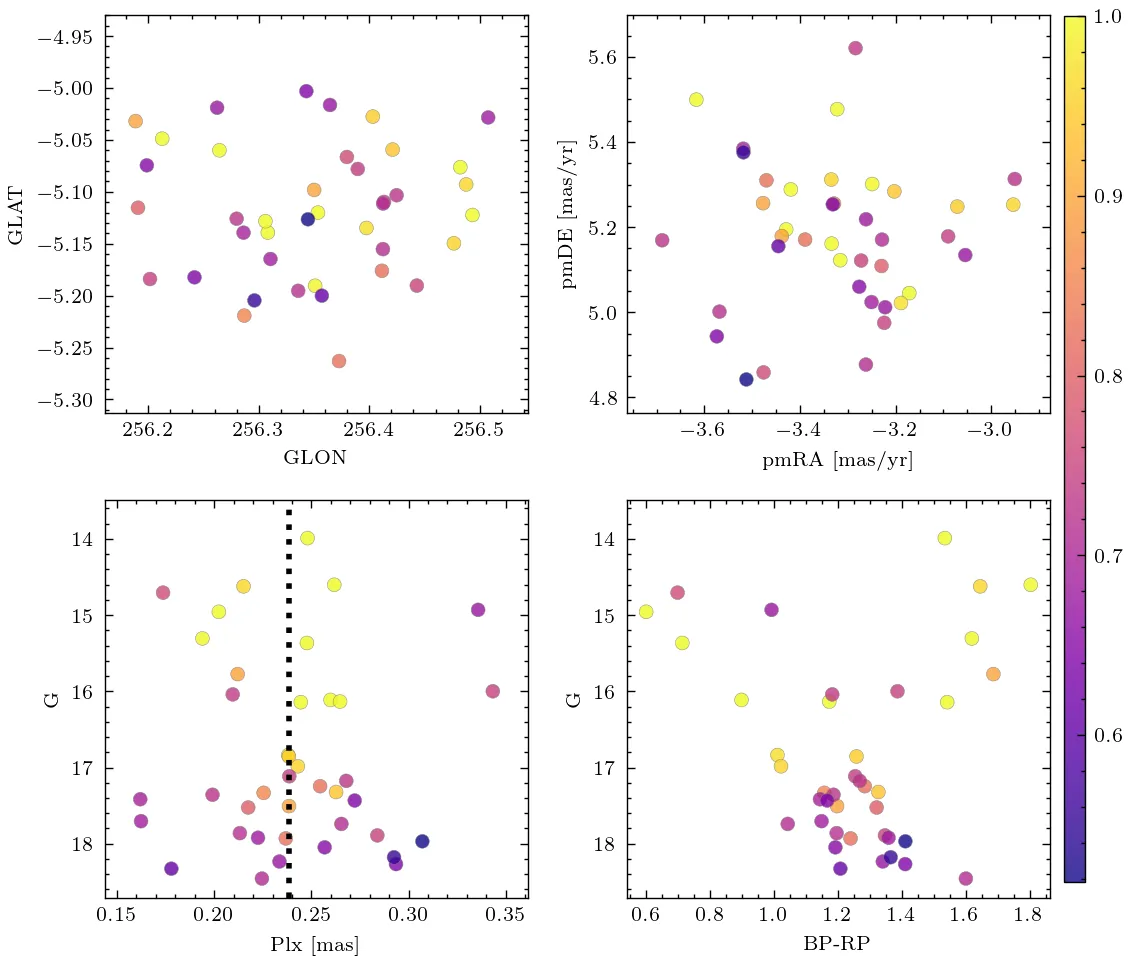 −4.95
−5.00
−5.05
−5.10
−5.15
−5.20
−5.25
−5.30
GLAT
256.2 256.3 256.4 256.5
GLON
5.6
5.4
5.2
5.0
4.8
pmDE [mas/yr]
−3.6 −3.4 −3.2 −3.0
pmRA [mas/yr]
14
15
16
17
18
G
0.15 0.20 0.25 0.30
Plx [mas]
14
15
16
17
18
G
0.6 0.8 1.0 1.2 1.4 1.6 1.8
BP-RP
1.0
0.9
0.8
0.7
0.6